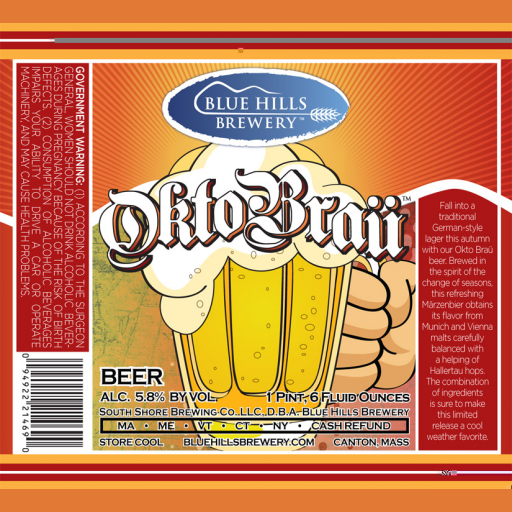 BLUE HILLS
BREWERY™
OktoBraü™
GOVERNMENT WARNING: (1) ACCORDING TO THE SURGEON
GENERAL, WOMEN SHOULD NOT DRINK ALCOHOLIC BEVER-
AGES DURING PREGNANCY BECAUSE OF THE RISK OF BIRTH
DEFECTS. (2) CONSUMPTION OF ALCOHOLIC BEVERAGES
IMPAIRS YOUR ABILITY TO DRIVE A CAR OR OPERATE
MACHINERY, AND MAY CAUSE HEALTH PROBLEMS.
0 94922 21469 0
BEER
ALC. 5.8% BY VOL. 1 PINT, 6 FLUID OUNCES
SOUTH SHORE BREWING CO. LLC, D.B.A. BLUE HILLS BREWERY
MA • ME • VT • CT • NY • CASH REFUND
STORE COOL BLUEHILLSBREWERY.COM CANTON, MASS
Fall into a
traditional
German-style
lager this autumn
with our Okto Braü
beer. Brewed in
the spirit of the
change of seasons,
this refreshing
Märzenbier obtains
its flavor from
Munich and Vienna
malts carefully
balanced with
a helping of
Hallertau hops.
The combination
of ingredients
is sure to make
this limited
release a cool
weather favorite.